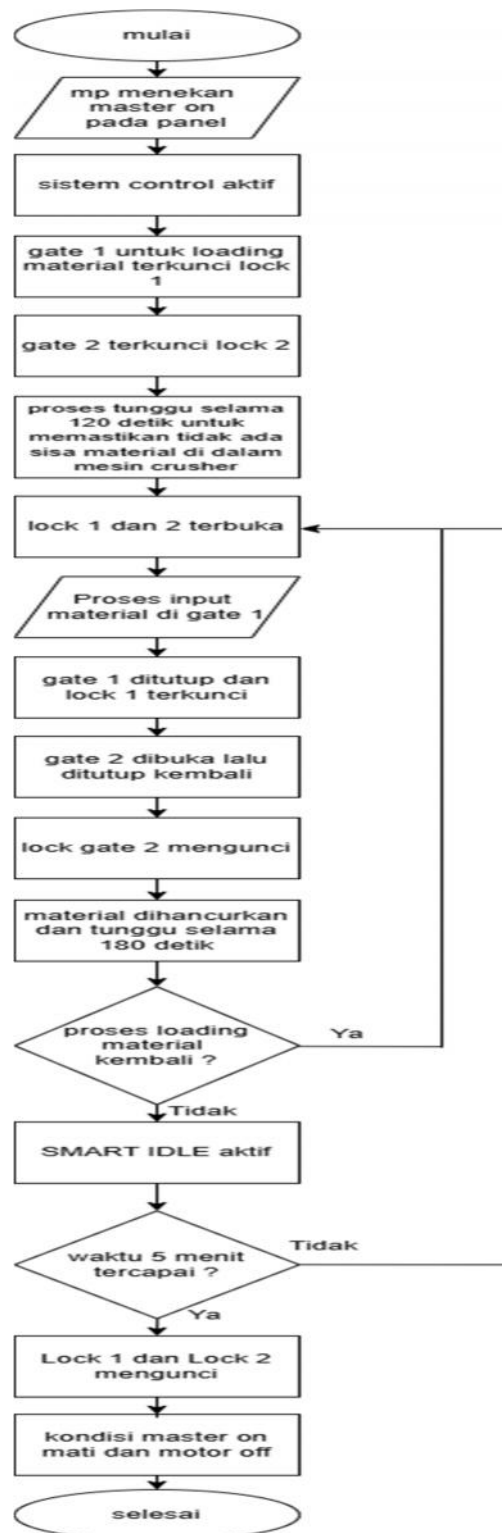 mulai
mp menekan
master on
pada panel
sistem control aktif
gate 1 untuk loading
material terkunci lock
1
gate 2 terkunci lock 2
proses tunggu selama
120 detik untuk
memastikan tidak ada
sisa material di dalam
mesin crusher
lock 1 dan 2 terbuka
Proses input
material di gate 1
gate 1 ditutup dan
lock 1 terkunci
gate 2 dibuka lalu
ditutup kembali
lock gate 2 mengunci
material dihancurkan
dan tunggu selama
180 detik
proses loading
material
kembali ?
Ya
Tidak
SMART IDLE aktif
waktu 5 menit
tercapai ?
Tidak
Ya
Lock 1 dan Lock 2
mengunci
kondisi master on
mati dan motor off
selesai